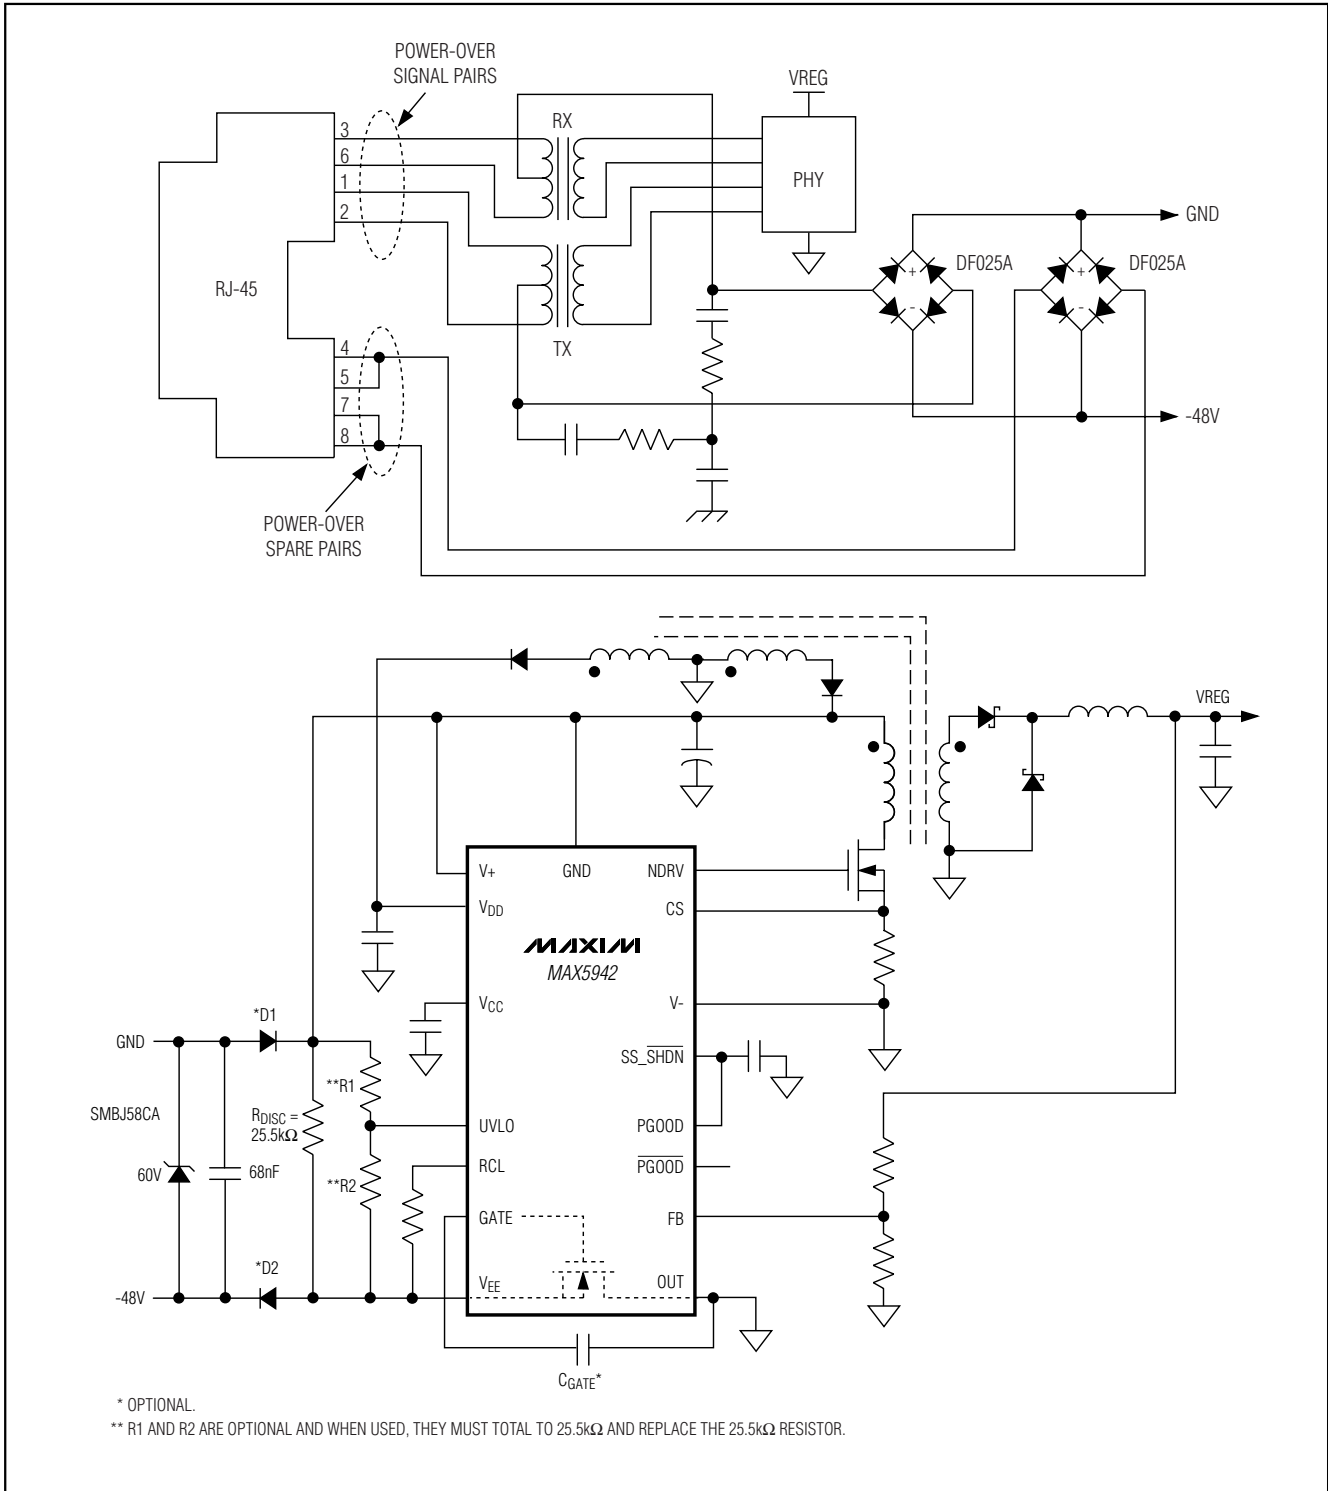 POWER-OVER
SIGNAL PAIRS
VREG
3
RX
6
1
PHY
2
GND
DF025A
DF025A
+
+
-
-
RJ-45
TX
4
5
7
8
-48V
POWER-OVER
SPARE PAIRS
VREG
V+
GND
NDRV
VDD
CS
MAXIM
MAX5942
VCC
V-
*D1
GND
SS_SHDN
**R1
SMBJ58CA
RDISC =
25.5kΩ
UVLO
PGOOD
RCL
PGOOD
60V
68nF
**R2
GATE
FB
*D2
VEE
OUT
-48V
CGATE*
* OPTIONAL.
** R1 AND R2 ARE OPTIONAL AND WHEN USED, THEY MUST TOTAL TO 25.5kΩ AND REPLACE THE 25.5kΩ RESISTOR.